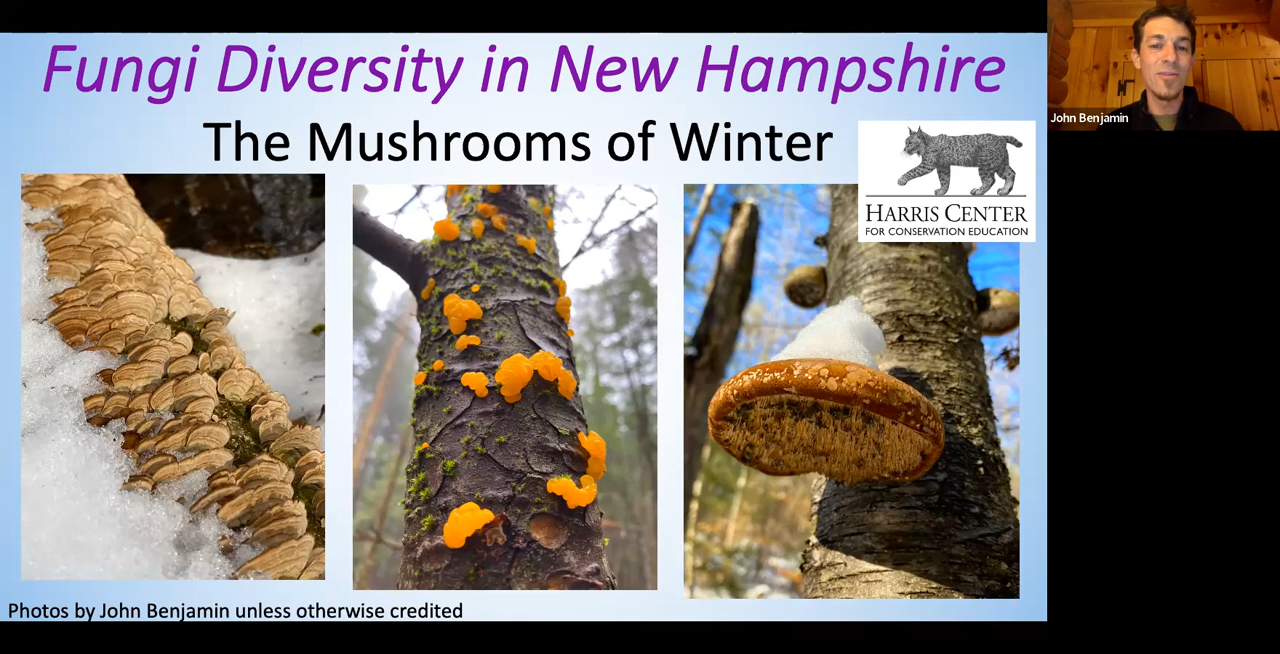 Fungi Diversity in New Hampshire
The Mushrooms of Winter
HARRIS CENTER
FOR CONSERVATION EDUCATION
John Benjamin
Photos by John Benjamin unless otherwise credited